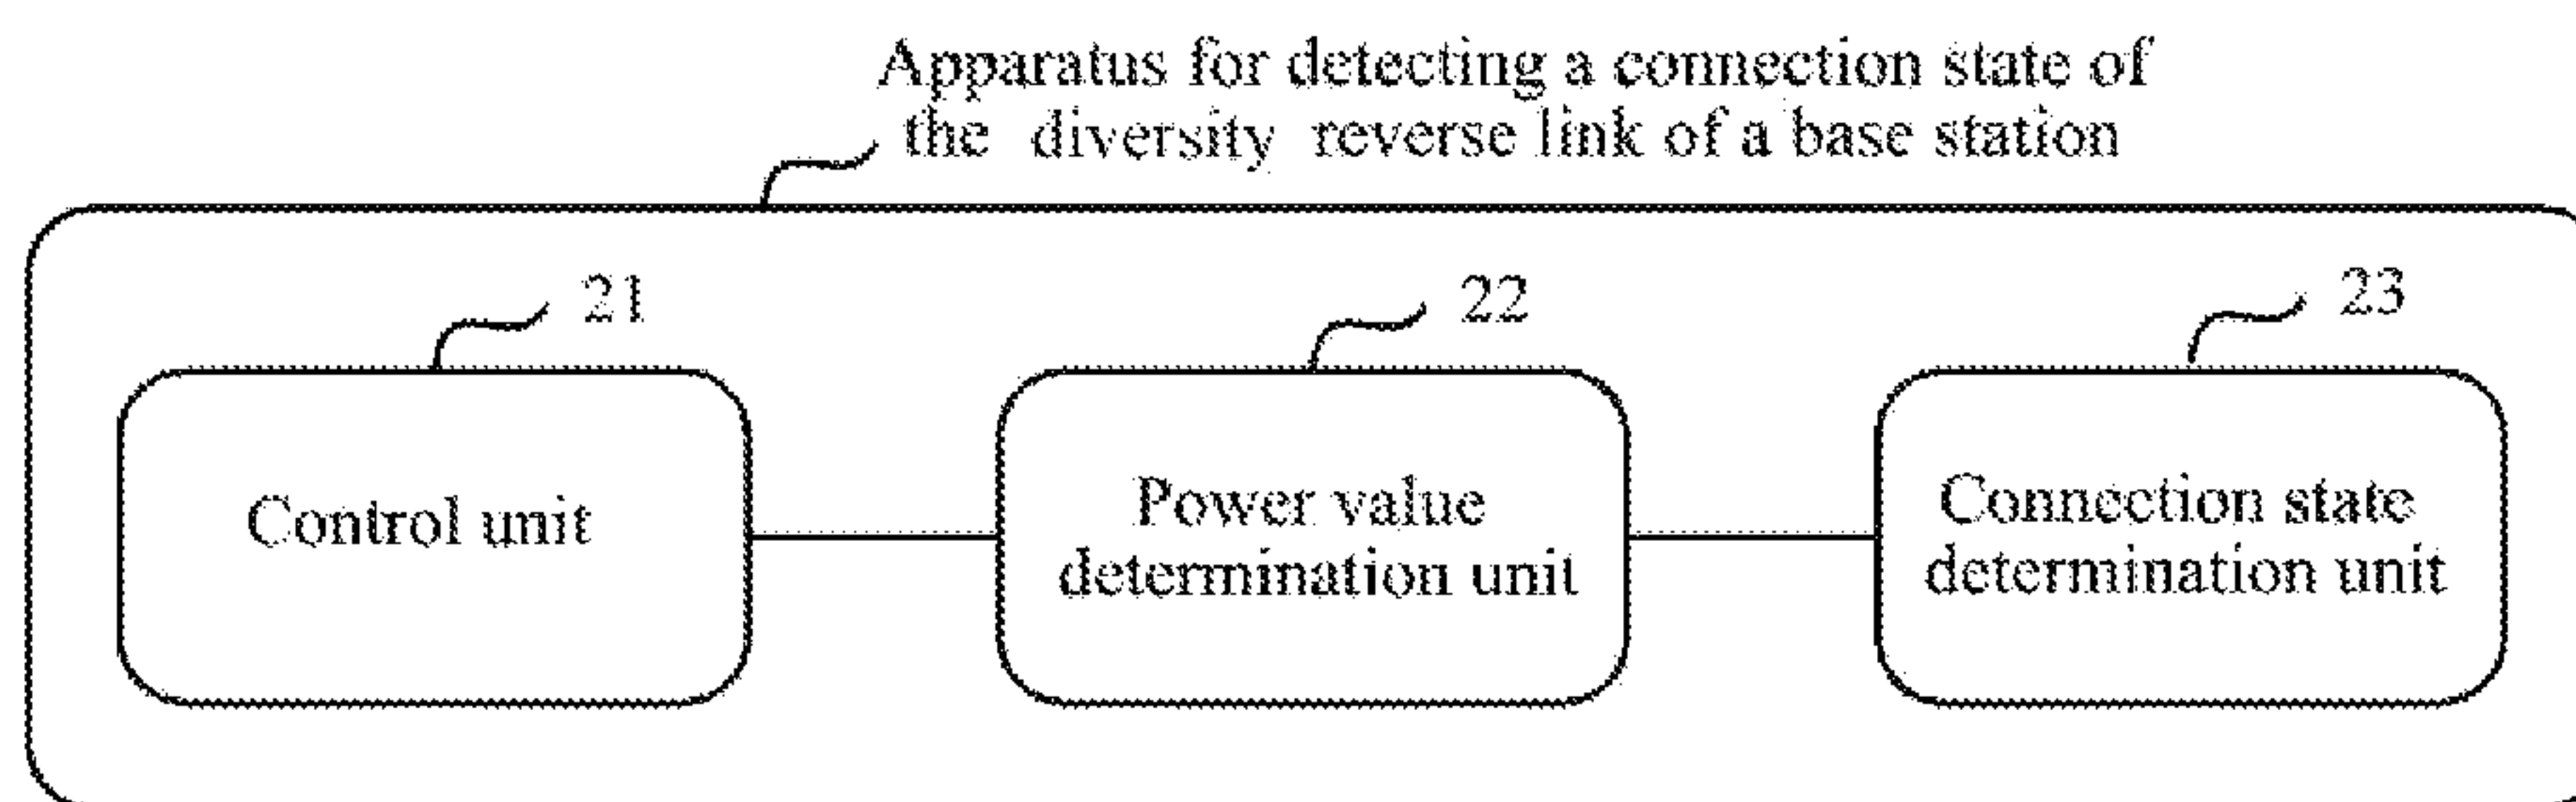 Apparatus for detecting a connection state of
the diversity reverse link of a base station
21
22
23
Control unit
Power value
determination unit
Connection state
determination unit